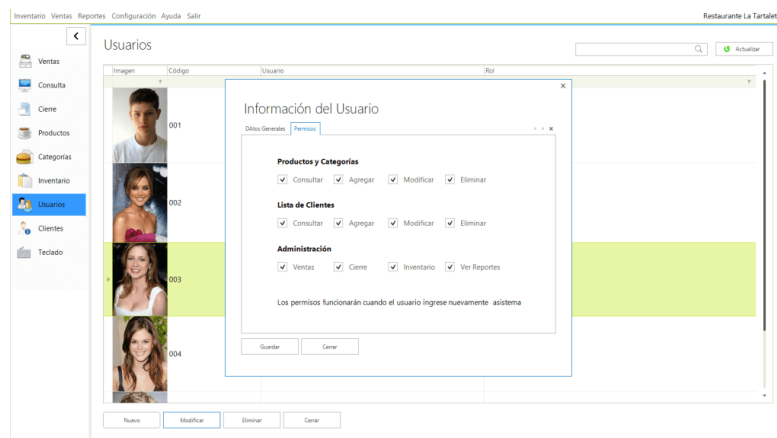 Inventario Ventas Reportes Configuración Ayuda Salir
Restaurante La Tartalet
Usuarios
Actualizar
Ventas
Consulta
Cierre
Productos
Categorías
Inventario
Usuarios
Clientes
Teclado
Imagen Código Usuario Rol
001
002
003
004
Información del Usuario
DAtos Generales Permisos
Productos y Categorías
Consultar Agregar Modificar Eliminar
Lista de Clientes
Consultar Agregar Modificar Eliminar
Administración
Ventas Cierre Inventario Ver Reportes
Los permisos funcionarán cuando el usuario ingrese nuevamente asistema
Guardar Cerrar
Nuevo Modificar Eliminar Cerrar